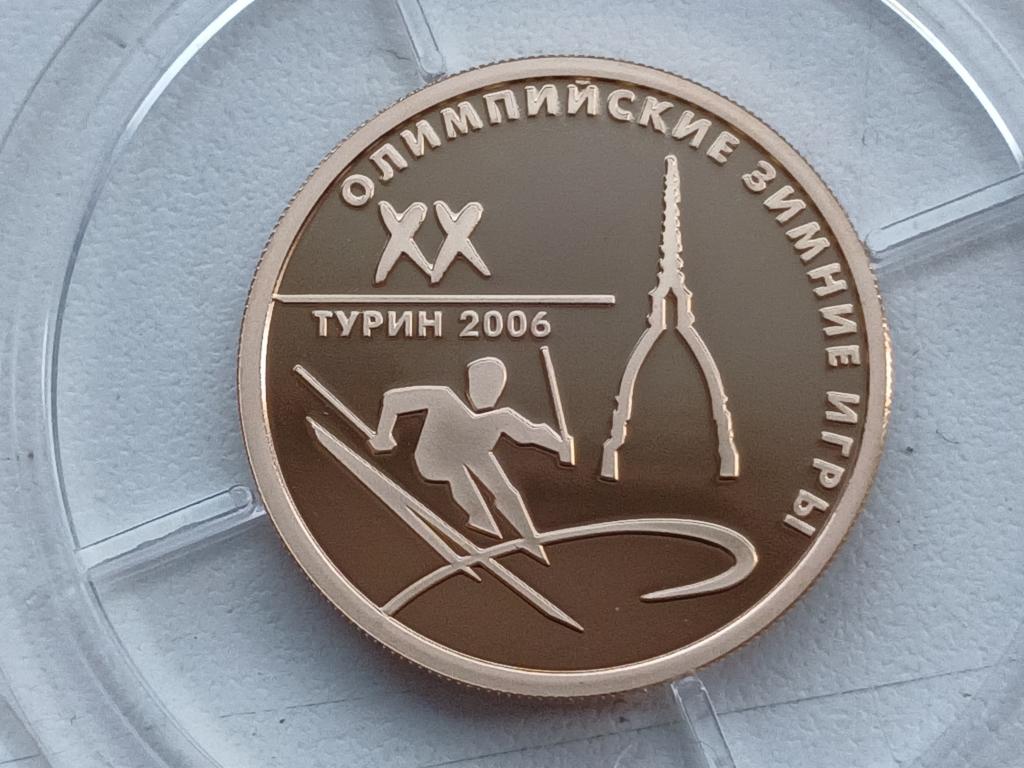 ОЛИМПИЙСКИЕ ЗИМНИЕ ИГРЫ
XX
ТУРИН 2006